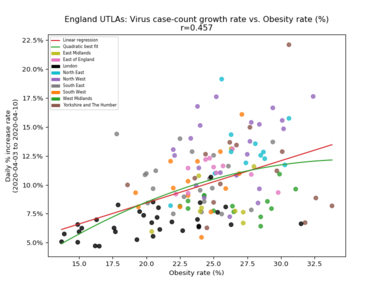 England UTLAs: Virus case-count growth rate vs. Obesity rate (%)
r=0.457
Daily % increase rate
(2020-04-03 to 2020-04-10)
22.5%
20.0%
17.5%
15.0%
12.5%
10.0%
7.5%
5.0%
Linear regression
Quadratic best fit
East Midlands
East of England
London
North East
North West
South East
South West
West Midlands
Yorkshire and The Humber
15.0 17.5 20.0 22.5 25.0 27.5 30.0 32.5
Obesity rate (%)